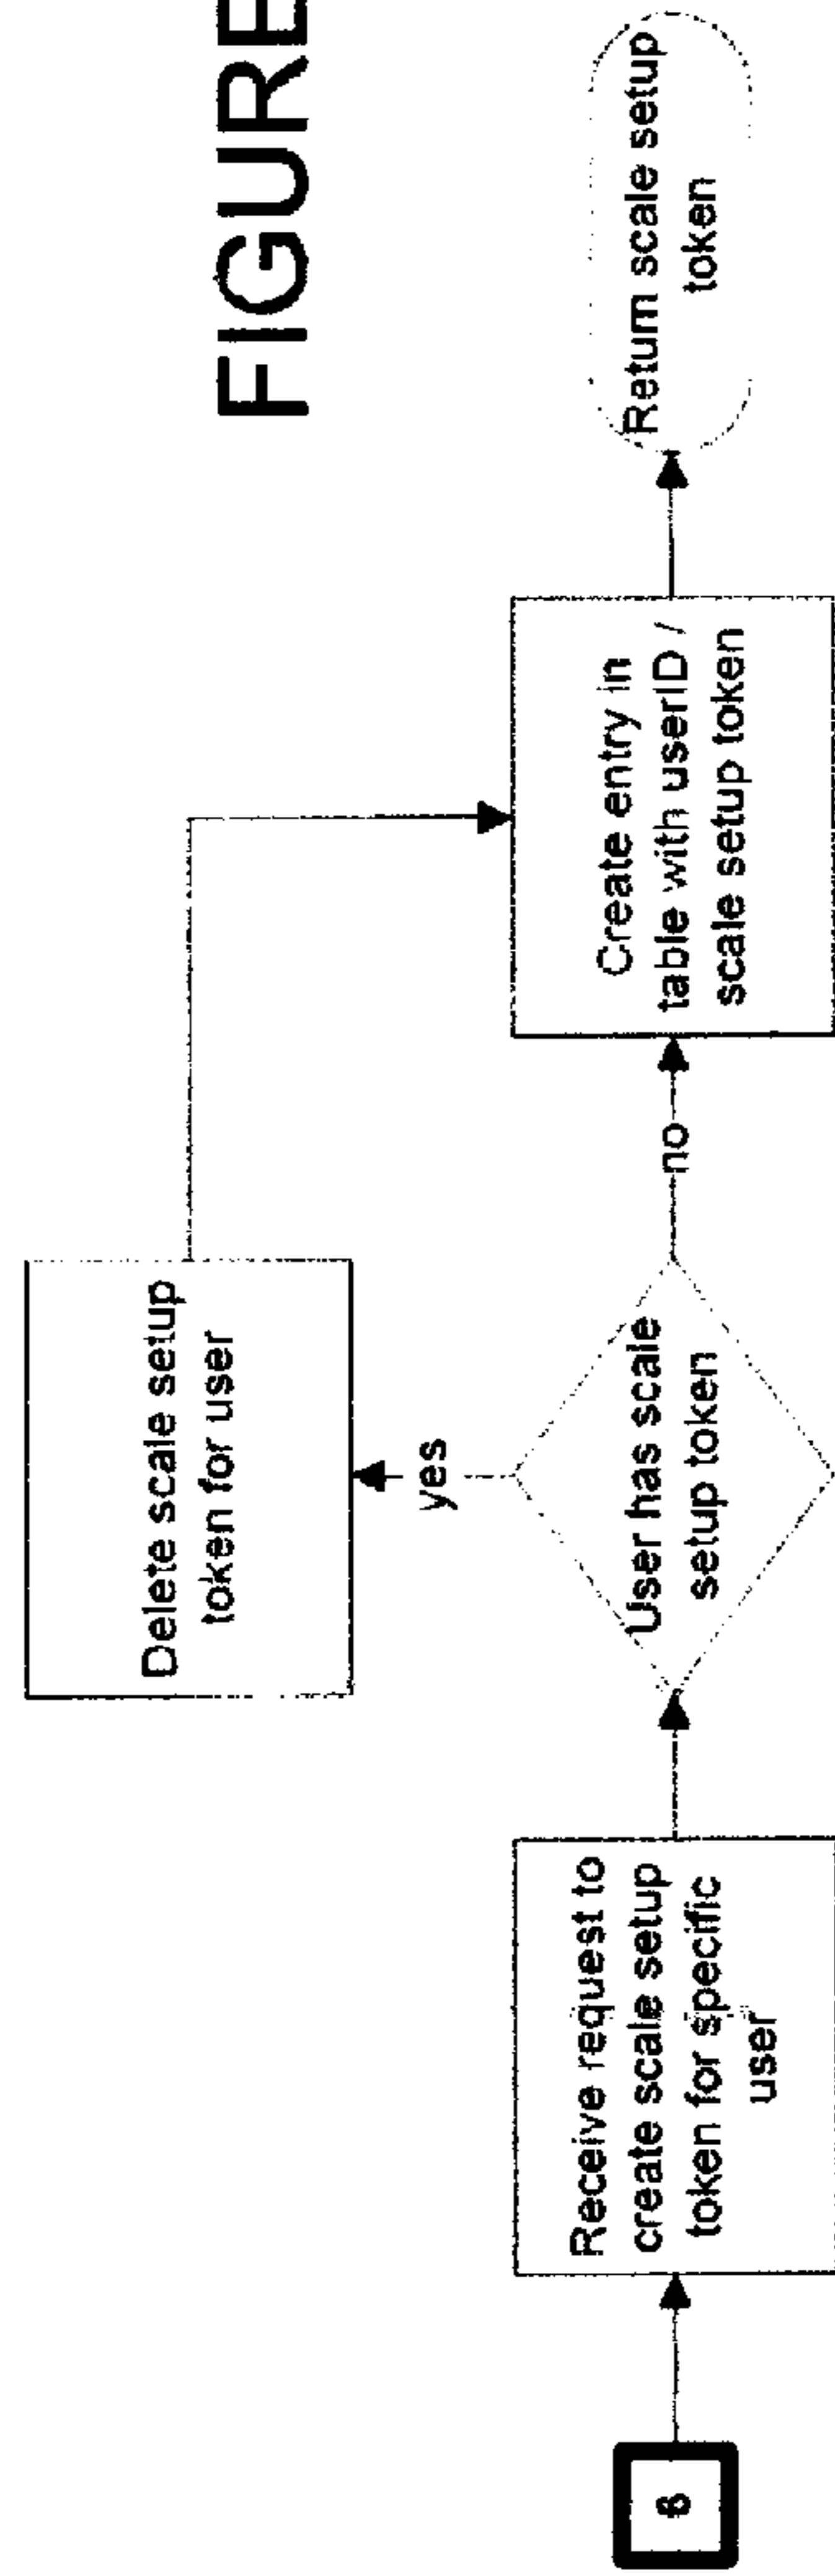 FIGURE
Delete scale setup
token for user
yes
6
Receive request to
create scale setup
token for specific
user
User has scale
setup token
no
Create entry in
table with userID /
scale setup token
Return scale setup
token